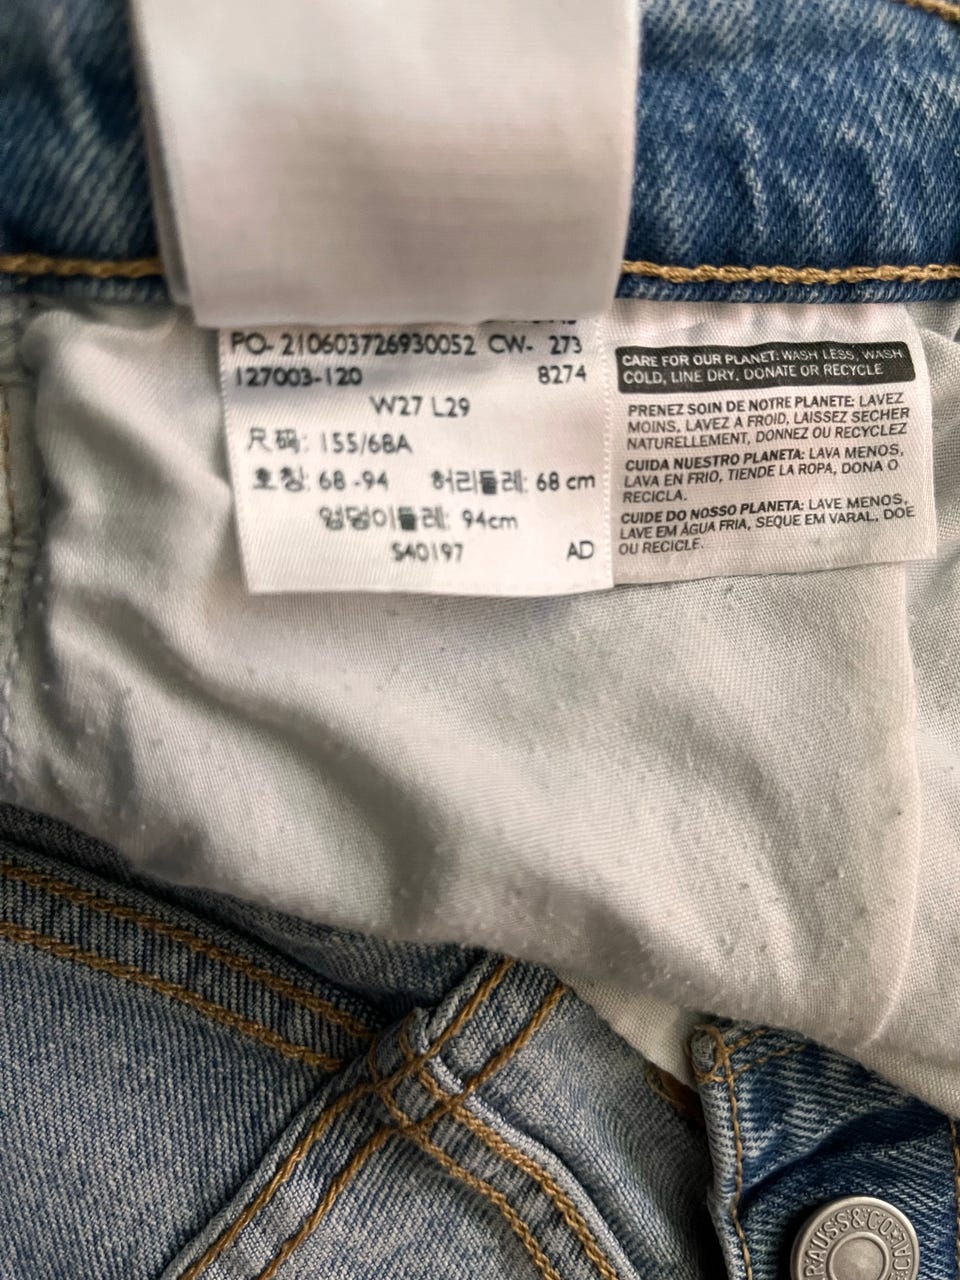 PO- 210603726930052 CW- 273
127003-120 8274
W27 L29
尺码: 155/68A
호칭: 68 -94 허리둘레: 68 cm
엉덩이둘레: 94cm
S40197 AD
CARE FOR OUR PLANET: WASH LESS, WASH
COLD, LINE DRY, DONATE OR RECYCLE
PRENEZ SOIN DE NOTRE PLANETE: LAVEZ
MOINS, LAVEZ A FROID, LAISSEZ SECHER
NATURELLEMENT, DONNEZ OU RECYCLEZ
CUIDA NUESTRO PLANETA: LAVA MENOS,
LAVA EN FRIO, TIENDE LA ROPA, DONA O
RECICLA.
CUIDE DO NOSSO PLANETA: LAVE MENOS,
LAVE EM ÁGUA FRIA, SEQUE EM VARAL, DOE
OU RECICLE.
RAUSS&CO